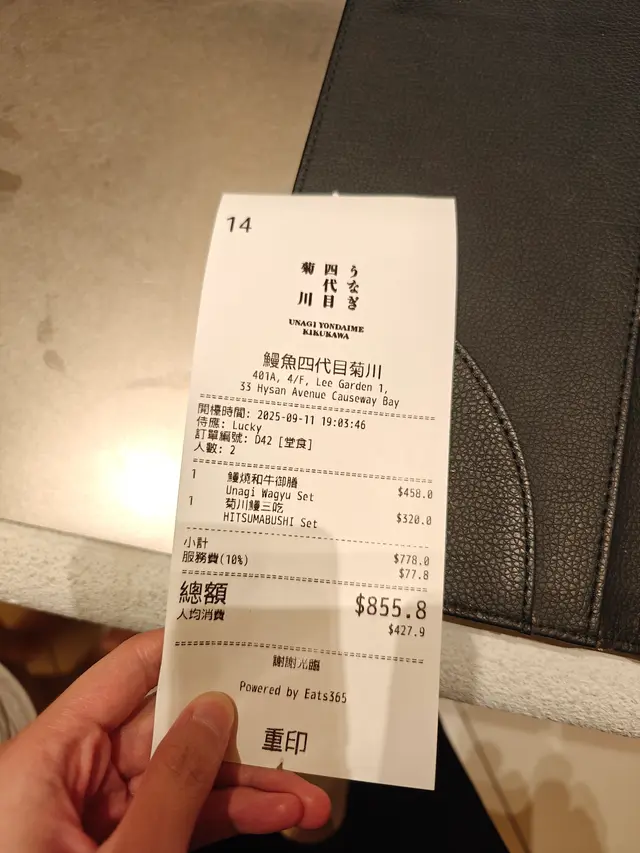 14
うなぎ
四代目
菊川
UNAGI YONDAIME
KIKUKAWA
鰻魚四代目菊川
401A, 4/F, Lee Garden 1,
33 Hysan Avenue Causeway Bay
開檯時間: 2025-09-11 19:03:46
侍應: Lucky
訂單編號: D42 [堂食]
人數: 2
1 鰻燒和牛御膳
Unagi Wagyu Set $458.0
1 菊川鰻三吃
HITSUMABUSHI Set $320.0
小計 $778.0
服務費(10%) $77.8
總額 $855.8
人均消費 $427.9
謝謝光臨
Powered by Eats365
重印